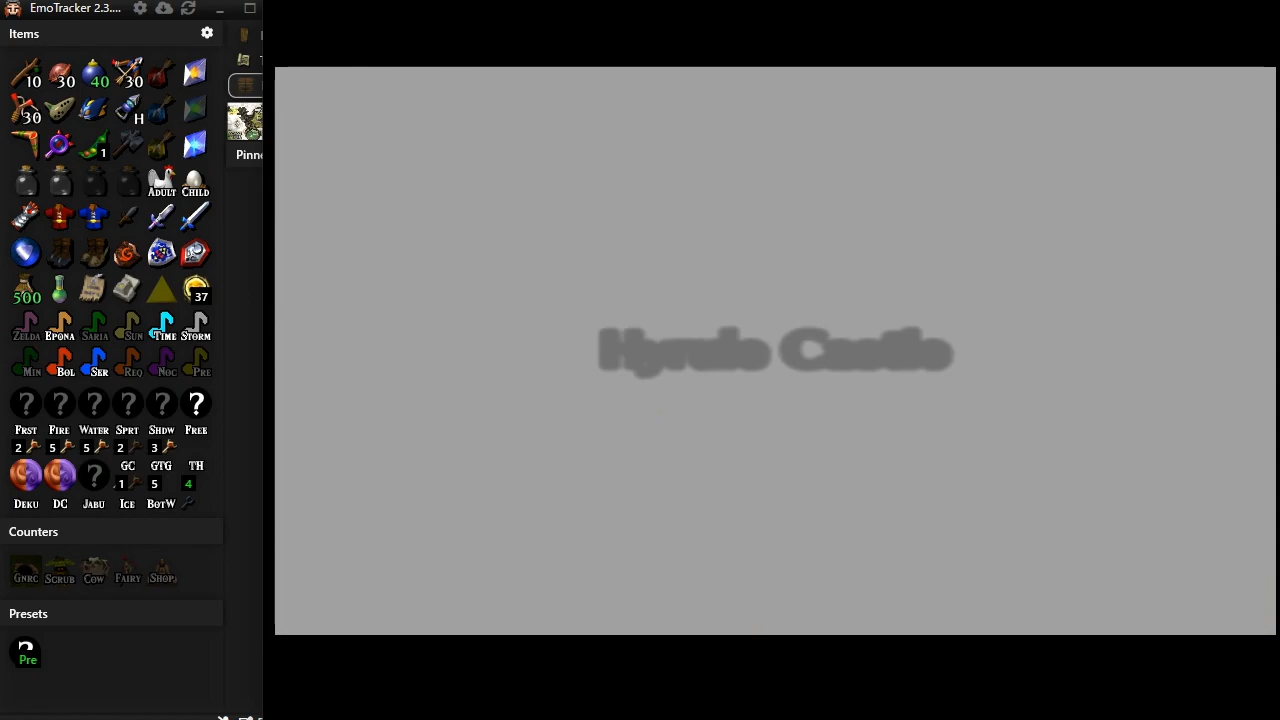 EmoTracker 2.3....
Items
10 30 40 30
30 H
1
ADULT CHILD
500 37
ZELDA EPONA SARIA SUN TIME STORM
MIN BOL SER REQ NOC PRE
? ? ? ? ? ?
FRST FIRE WATER SPRT SHDW FREE
2 5 5 2 3
? GC GTG TH
1 5 4
DEKU DC JABU ICE BOTW
Counters
GNRC SCRUB COW FAIRY SHOP
Presets
Pre
Pinne
Hyrule Castle